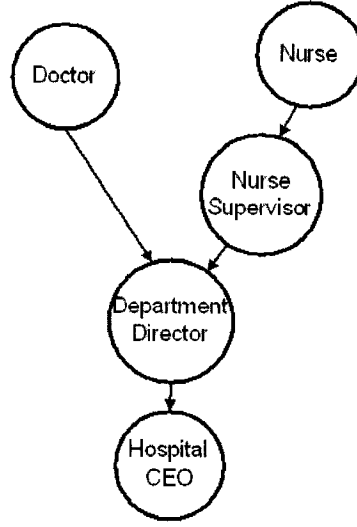 Doctor
Nurse
Nurse
Supervisor
Department
Director
Hospital
CEO